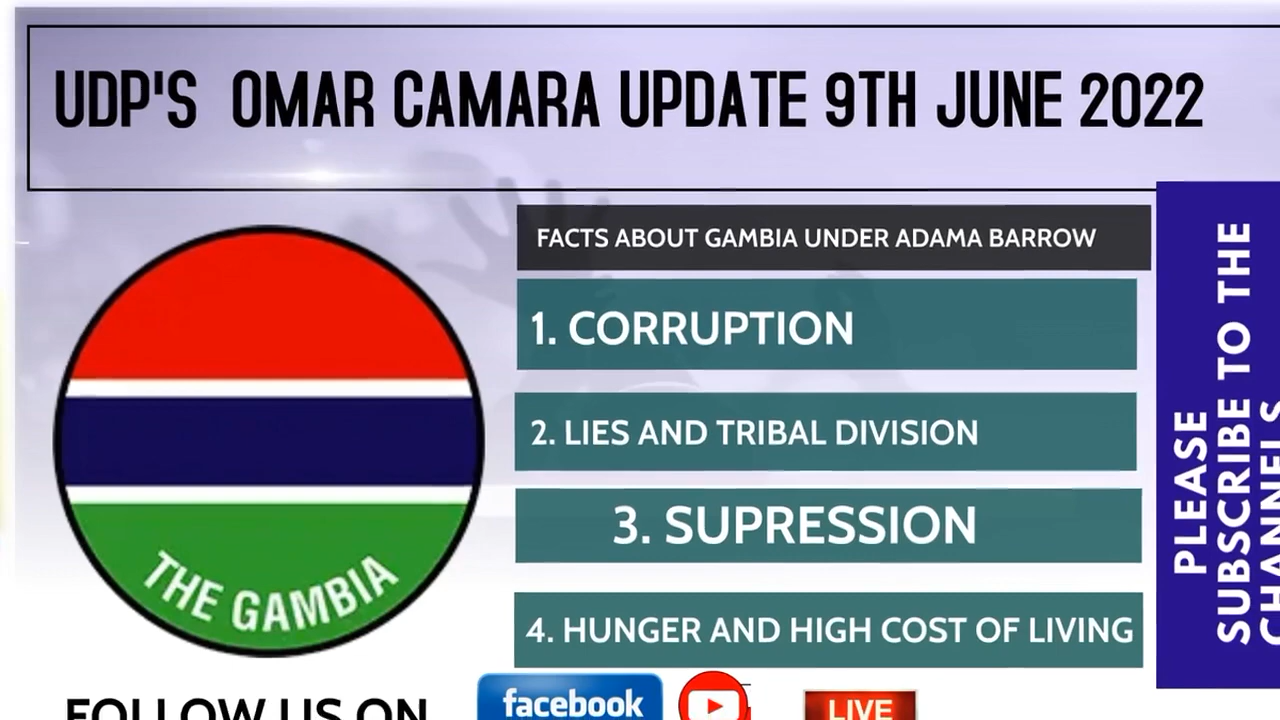 UDP'S OMAR CAMARA UPDATE 9TH JUNE 2022
FACTS ABOUT GAMBIA UNDER ADAMA BARROW
1. CORRUPTION
2. LIES AND TRIBAL DIVISION
3. SUPRESSION
4. HUNGER AND HIGH COST OF LIVING
THE GAMBIA
PLEASE
SUBSCRIBE TO THE
CHANNELS
FOLLOW US ON
facebook
LIVE